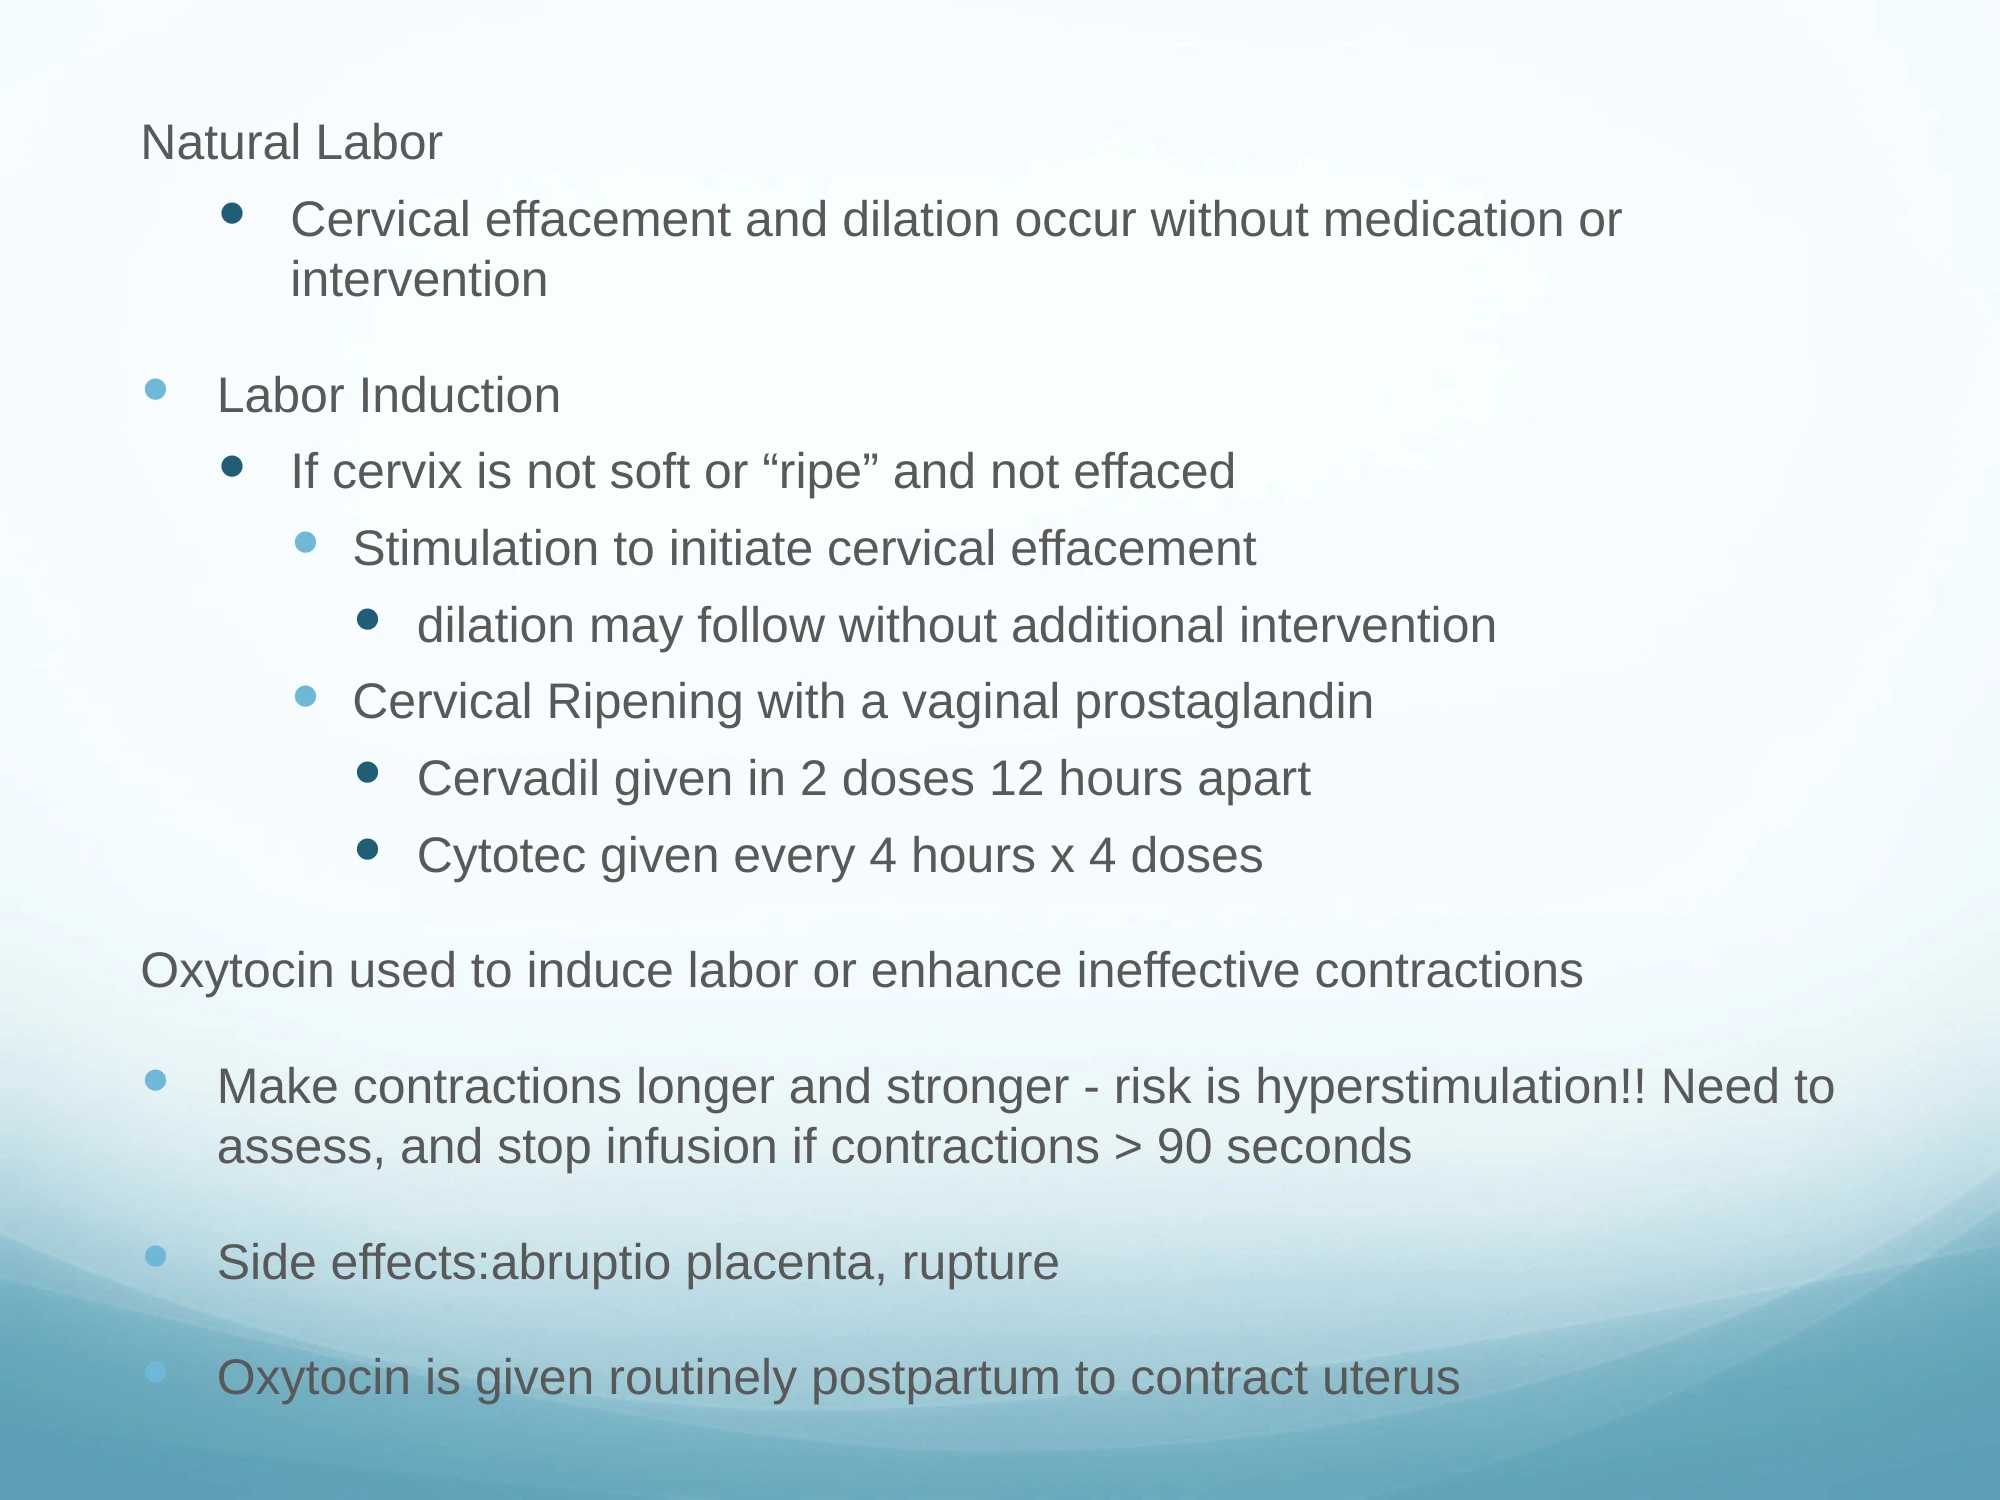 Natural Labor
• Cervical effacement and dilation occur without medication or
intervention
• Labor Induction
• If cervix is not soft or “ripe” and not effaced
• Stimulation to initiate cervical effacement
• dilation may follow without additional intervention
• Cervical Ripening with a vaginal prostaglandin
• Cervadil given in 2 doses 12 hours apart
• Cytotec given every 4 hours x 4 doses
Oxytocin used to induce labor or enhance ineffective contractions
• Make contractions longer and stronger - risk is hyperstimulation!! Need to
assess, and stop infusion if contractions > 90 seconds
• Side effects:abruptio placenta, rupture
• Oxytocin is given routinely postpartum to contract uterus